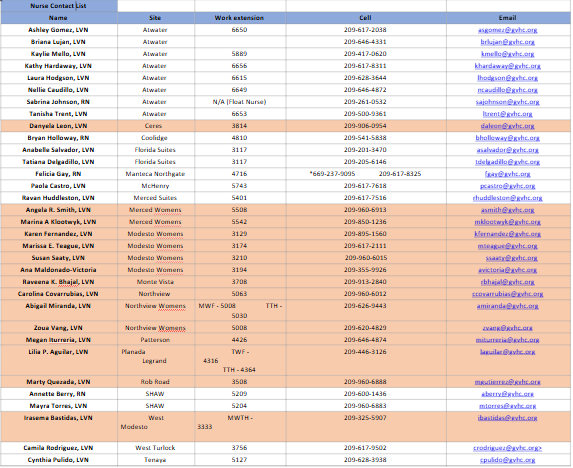 Nurse Contact List
Name Site Work extension Cell Email
Ashley Gomez, LVN Atwater 6650 209-617-2038 asgomez@gvhc.org
Briana Lujan, LVN Atwater 209-646-4331 brlujan@gvhc.org
Kaylie Mello, LVN Atwater 5889 209-417-0620 kmello@gvhc.org
Kathy Hardaway, LVN Atwater 6656 209-617-8311 khardaway@gvhc.org
Laura Hodgson, LVN Atwater 6615 209-628-3644 lhodgson@gvhc.org
Nellie Caudillo, LVN Atwater 6649 209-646-4872 ncaudillo@gvhc.org
Sabrina Johnson, RN Atwater N/A (Float Nurse) 209-261-0532 sajohnson@gvhc.org
Tanisha Trent, LVN Atwater 6653 209-500-9361 ltrent@gvhc.org
Danyela Leon, LVN Ceres 3814 209-906-0954 daleon@gvhc.org
Bryan Holloway, RN Coolidge 4810 209-541-5838 bholloway@gvhc.org
Anabelle Salvador, LVN Florida Suites 3117 209-201-3470 asalvador@gvhc.org
Tatiana Delgadillo, LVN Florida Suites 3117 209-205-6146 tdelgadillo@gvhc.org
Felicia Gay, RN Manteca Northgate 4716 *669-237-9095 209-617-8325 fgay@gvhc.org
Paola Castro, LVN McHenry 5743 209-617-7618 pcastro@gvhc.org
Ravan Huddleston, LVN Merced Suites 5401 209-617-7516 rhuddleston@gvhc.org
Angela R. Smith, LVN Merced Womens 5508 209-960-6913 asmith@gvhc.org
Marina A Klootwyk, LVN Merced Womens 5542 209-850-1236 mklootwyk@gvhc.org
Karen Fernandez, LVN Modesto Womens 3129 209-895-1560 kfernandez@gvhc.org
Marissa E. Teague, LVN Modesto Womens 3174 209-617-2111 mteague@gvhc.org
Susan Saaty, LVN Modesto Womens 3210 209-960-6015 ssaaty@gvhc.org
Ana Maldonado-Victoria Modesto Womens 3194 209-355-9926 avictoria@gvhc.org
Raveena K. Bhajal, LVN Monte Vista 3708 209-913-2840 rbhajal@gvhc.org
Carolina Covarrubias, LVN Northview 5063 209-960-6012 ccovarrubias@gvhc.org
Abigail Miranda, LVN Northview Womens MWF - 5008 TTH - 209-626-9443 amiranda@gvhc.org
5030
Zoua Vang, LVN Northview Womens 5008 209-620-4829 zvang@gvhc.org
Megan Iturreria, LVN Patterson 4426 209-646-4874 miturreria@gvhc.org
Lilia P. Aguilar, LVN Planada TWF - 209-446-3126 laguilar@gvhc.org
Legrand 4316
TTH - 4364
Marty Quezada, LVN Rob Road 3508 209-960-6888 mgutierrez@gvhc.org
Annette Berry, RN SHAW 5209 209-600-1436 aberry@gvhc.org
Mayra Torres, LVN SHAW 5204 209-960-6883 mtorres@gvhc.org
Irasema Bastidas, LVN West MWTH - 209-325-5907 ibastidas@gvhc.org
Modesto 3333
Camila Rodriguez, LVN West Turlock 3756 209-617-9502 crodriguez@gvhc.org>
Cynthia Pulido, LVN Tenaya 5127 209-628-3938 cpulido@gvhc.org